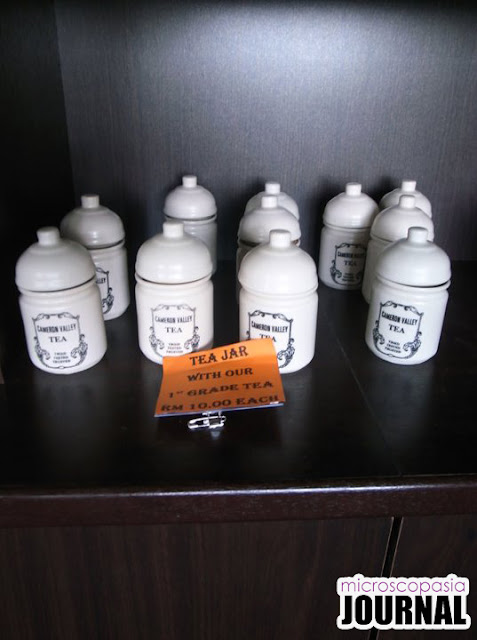 CAMERON VALLEY
TEA
CAMERON VALLEY
TEA
CAMERON VALLEY
TEA
CAMERON VALLEY
TEA
TEA
TEA JAR
WITH OUR
1ST GRADE TEA
RM 10.00 EACH
microscopasia
JOURNAL